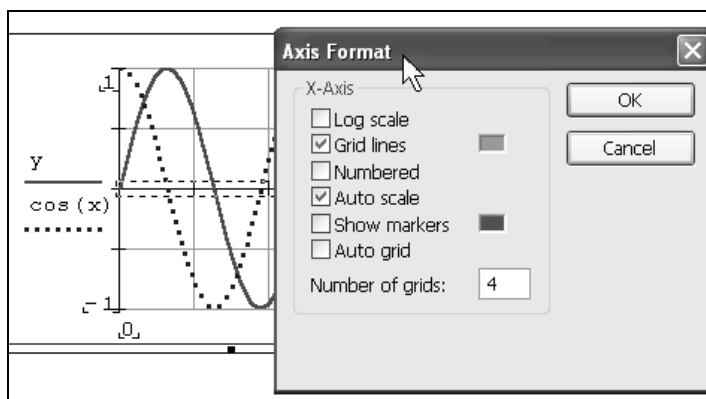 Axis Format
X-Axis
Log scale
Grid lines
Numbered
Auto scale
Show markers
Auto grid
Number of grids: 4
OK
Cancel
1
y
cos(x)
-1
0